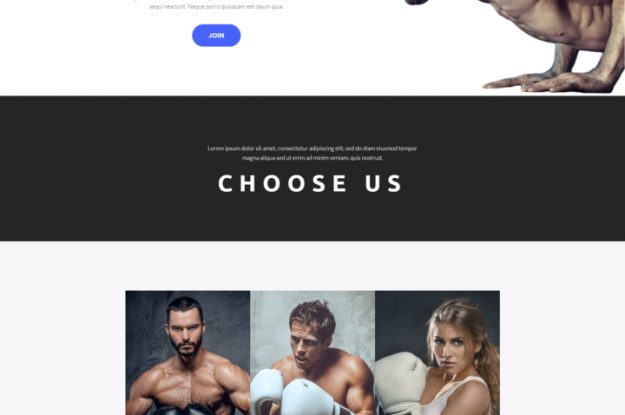 sequi nesciunt. Neque porro quisquam est ipsum quia.
JOIN
Lorem ipsum dolor sit amet, consectetur adipiscing elit, sed do diam eiusmod tempor
magna aliqua sed ut enim ad minim veniam, quis nostrud.
CHOOSE US